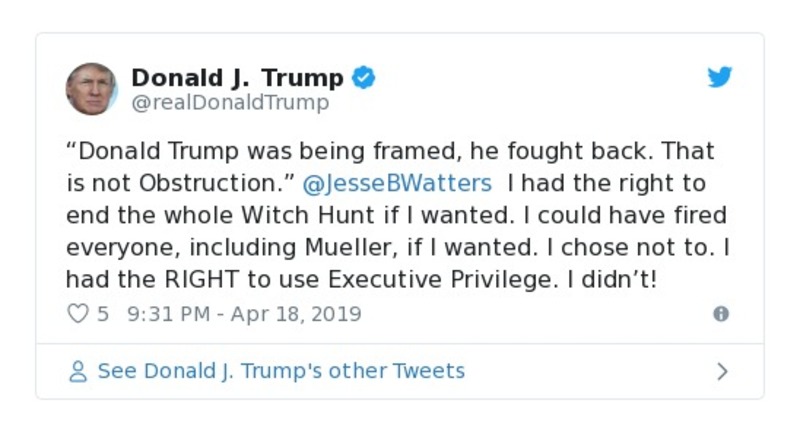 Donald J. Trump
@realDonaldTrump
“Donald Trump was being framed, he fought back. That
is not Obstruction.” @JesseBWatters  I had the right to
end the whole Witch Hunt if I wanted. I could have fired
everyone, including Mueller, if I wanted. I chose not to. I
had the RIGHT to use Executive Privilege. I didn’t!
5 9:31 PM - Apr 18, 2019
See Donald J. Trump's other Tweets